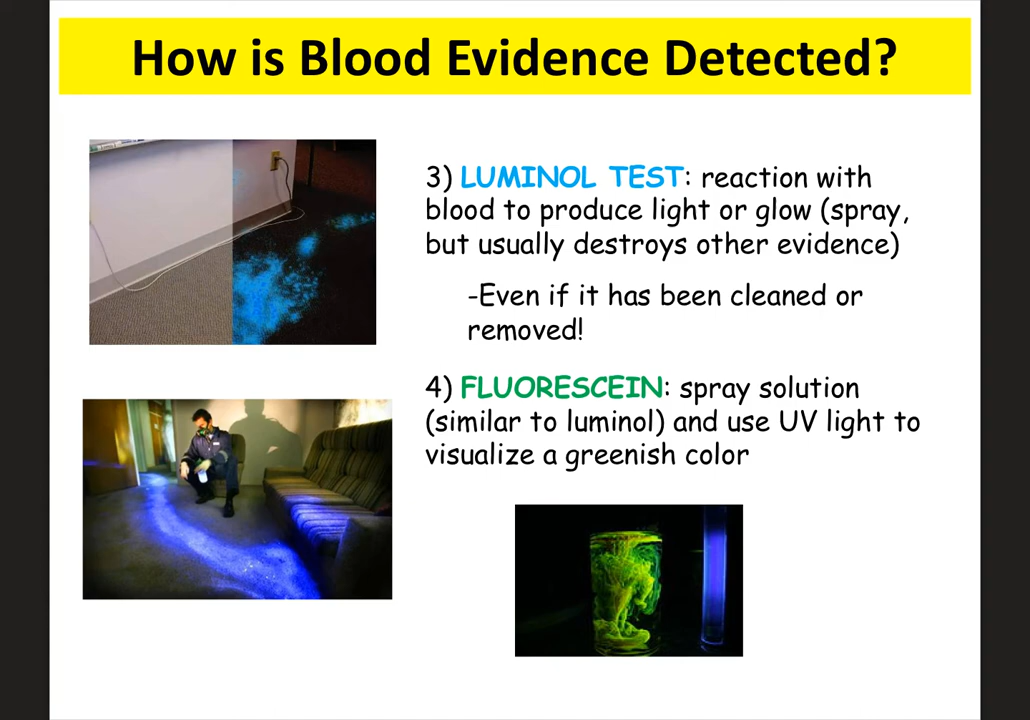 How is Blood Evidence Detected?
3) LUMINOL TEST: reaction with
blood to produce light or glow (spray,
but usually destroys other evidence)
-Even if it has been cleaned or
removed!
4) FLUORESCEIN: spray solution
(similar to luminol) and use UV light to
visualize a greenish color